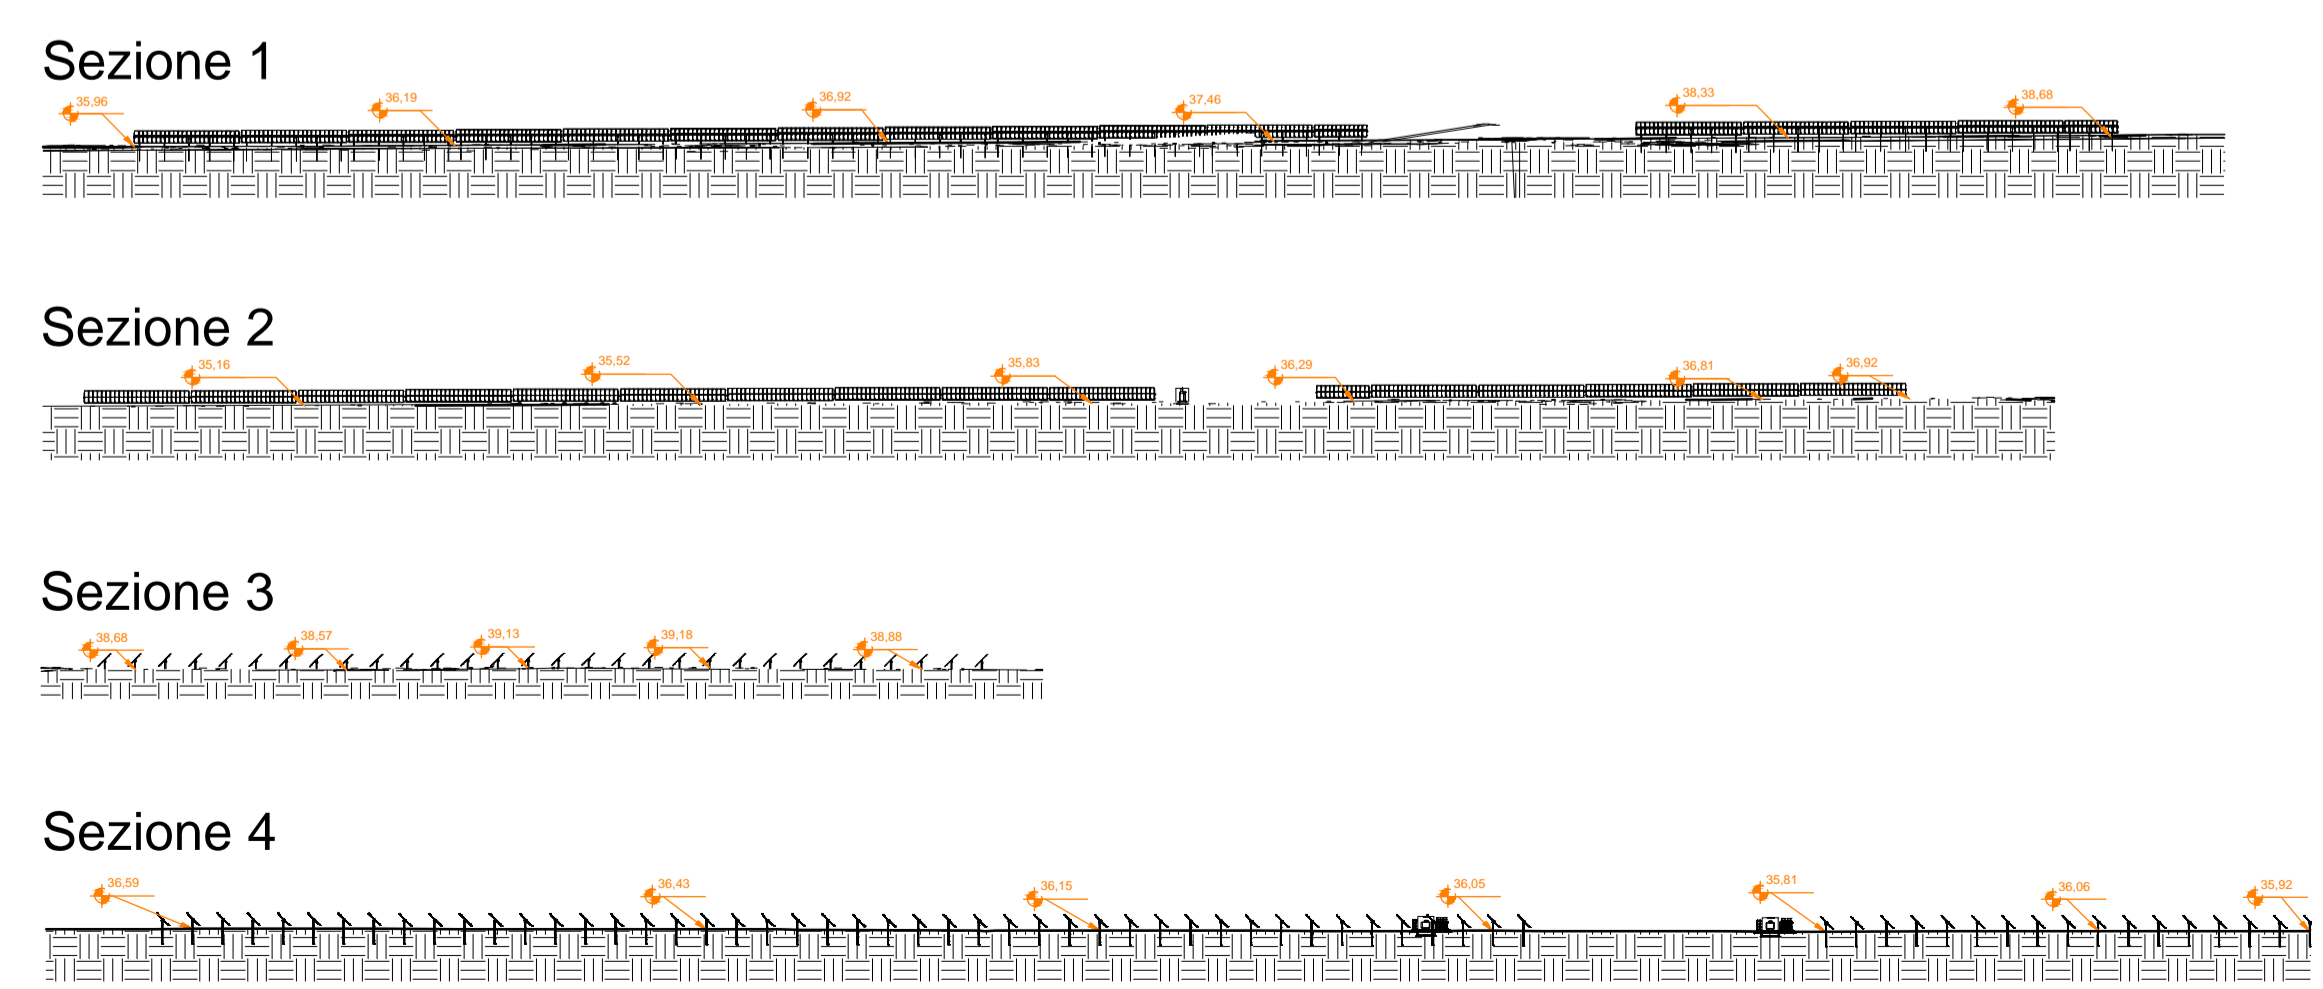 Sezione 1
35,96 36,19 36,92 37,46 38,33 38,68
Sezione 2
35,16 35,52 35,83 36,29 36,81 36,92
Sezione 3
38,68 38,57 39,13 39,18 38,88
Sezione 4
36,59 36,43 36,15 36,05 35,81 36,06 35,92